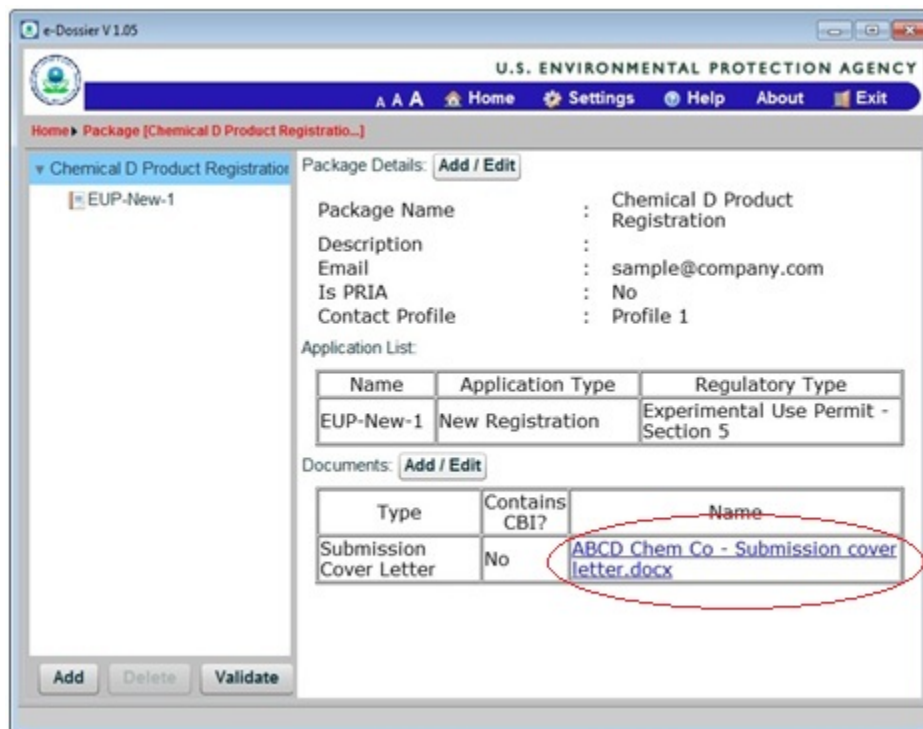 e-Dossier V 1.05
U.S. ENVIRONMENTAL PROTECTION AGENCY
A A A Home Settings Help About Exit
Home Package [Chemical D Product Registratio...]
Chemical D Product Registration
EUP-New-1
Package Details: Add / Edit
Package Name : Chemical D Product
Registration
Description :
Email : sample@company.com
Is PRIA : No
Contact Profile : Profile 1
Application List:
Name Application Type Regulatory Type
EUP-New-1 New Registration Experimental Use Permit -
Section 5
Documents: Add / Edit
Type Contains
CBI? Name
Submission
Cover Letter No ABCD Chem Co - Submission cover
letter.docx
Add Delete Validate